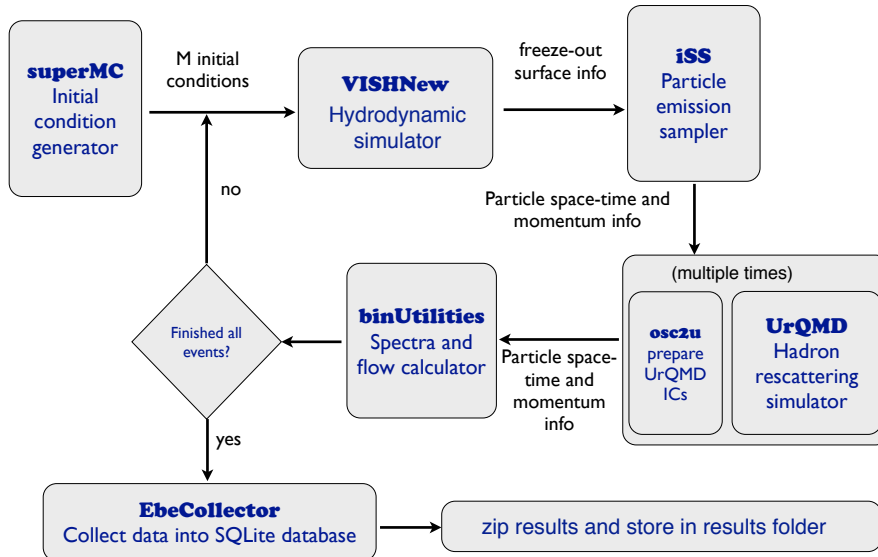 superMC
Initial
condition
generator
M initial
conditions
VISHNew
Hydrodynamic
simulator
freeze-out
surface info
iSS
Particle
emission
sampler
Particle space-time and
momentum info
(multiple times)
osc2u
prepare
UrQMD
ICs
UrQMD
Hadron
rescattering
simulator
Particle space-
time and
momentum
info
binUtilities
Spectra and
flow calculator
Finished all
events?
no
yes
EbeCollector
Collect data into SQLite database
zip results and store in results folder